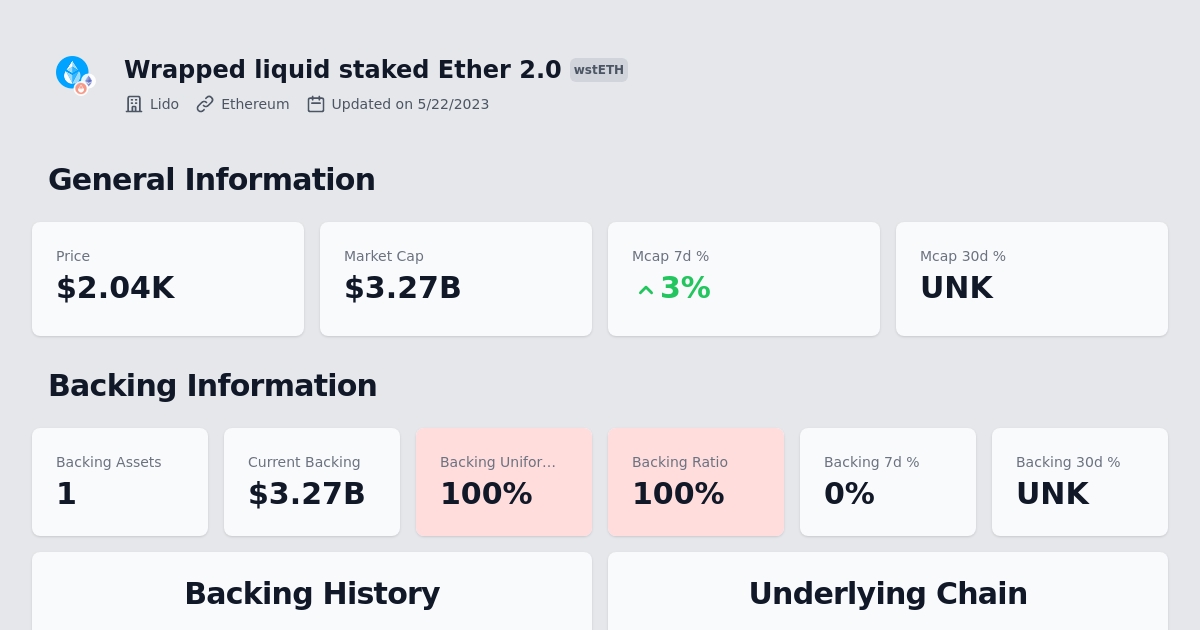 Wrapped liquid staked Ether 2.0 wstETH
Lido Ethereum Updated on 5/22/2023
General Information
Price
$2.04K
Market Cap
$3.27B
Mcap 7d %
3%
Mcap 30d %
UNK
Backing Information
Backing Assets
1
Current Backing
$3.27B
Backing Unifor...
100%
Backing Ratio
100%
Backing 7d %
0%
Backing 30d %
UNK
Backing History
Underlying Chain